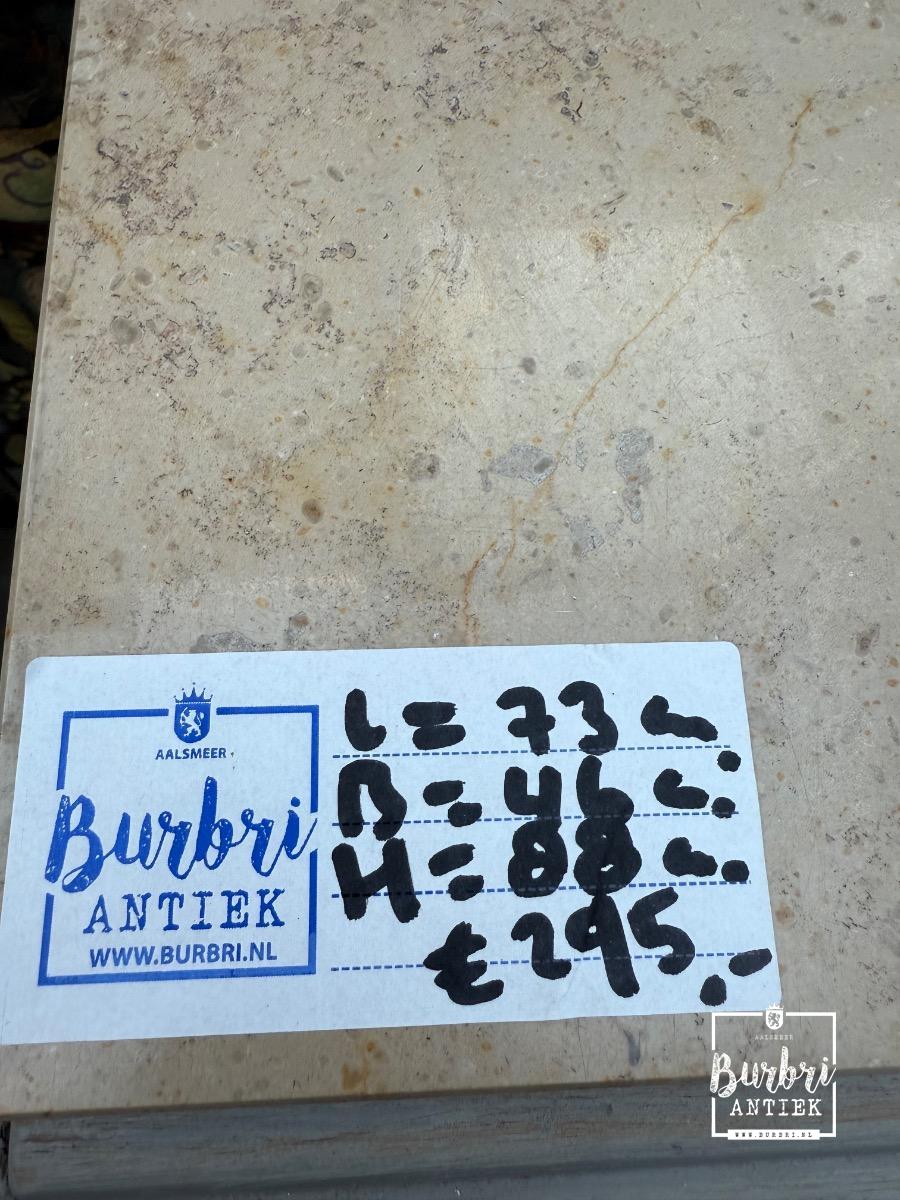 AALSMEER
Burbri
ANTIEK
WWW.BURBRI.NL
L = 73 cm.
B = 46 cm.
H = 88 cm.
€ 295,-
AALSMEER
Burbri
ANTIEK
WWW.BURBRI.NL